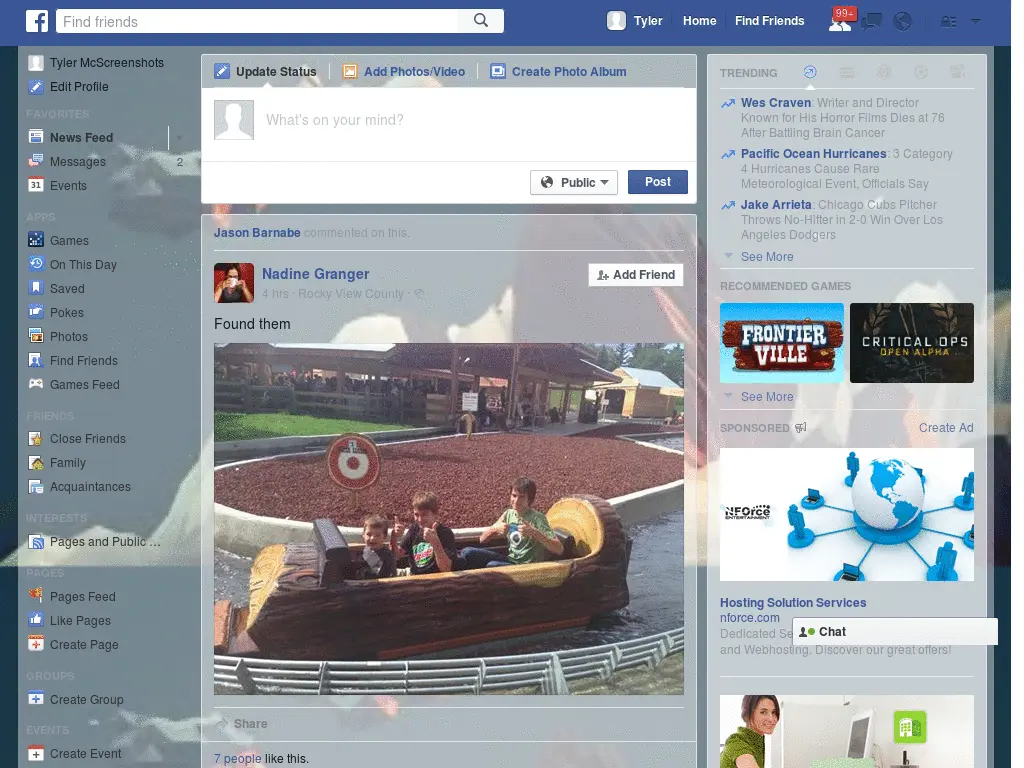 Find friends
Tyler
Home
Find Friends
99+
Tyler McScreenshots
Edit Profile
FAVORITES
News Feed
Messages
2
31
Events
APPS
Games
On This Day
Saved
Pokes
Photos
Find Friends
Games Feed
FRIENDS
Close Friends
Family
Acquaintances
INTERESTS
Pages and Public ...
PAGES
Pages Feed
Like Pages
Create Page
GROUPS
Create Group
EVENTS
Create Event
Update Status
Add Photos/Video
Create Photo Album
What's on your mind?
Public
Post
Jason Barnabe commented on this.
Nadine Granger
4 hrs · Rocky View County ·
Add Friend
Found them
Share
7 people like this.
TRENDING
Wes Craven: Writer and Director
Known for His Horror Films Dies at 76
After Battling Brain Cancer
Pacific Ocean Hurricanes: 3 Category
4 Hurricanes Cause Rare
Meteorological Event, Officials Say
Jake Arrieta: Chicago Cubs Pitcher
Throws No-Hitter in 2-0 Win Over Los
Angeles Dodgers
See More
RECOMMENDED GAMES
FRONTIER
VILLE
CRITICAL OPS
OPEN ALPHA
See More
SPONSORED
Create Ad
NFORCE
ENTERTAINMENT
Hosting Solution Services
nforce.com
Dedicated
Chat
and Webhosting. Discover our great offers!